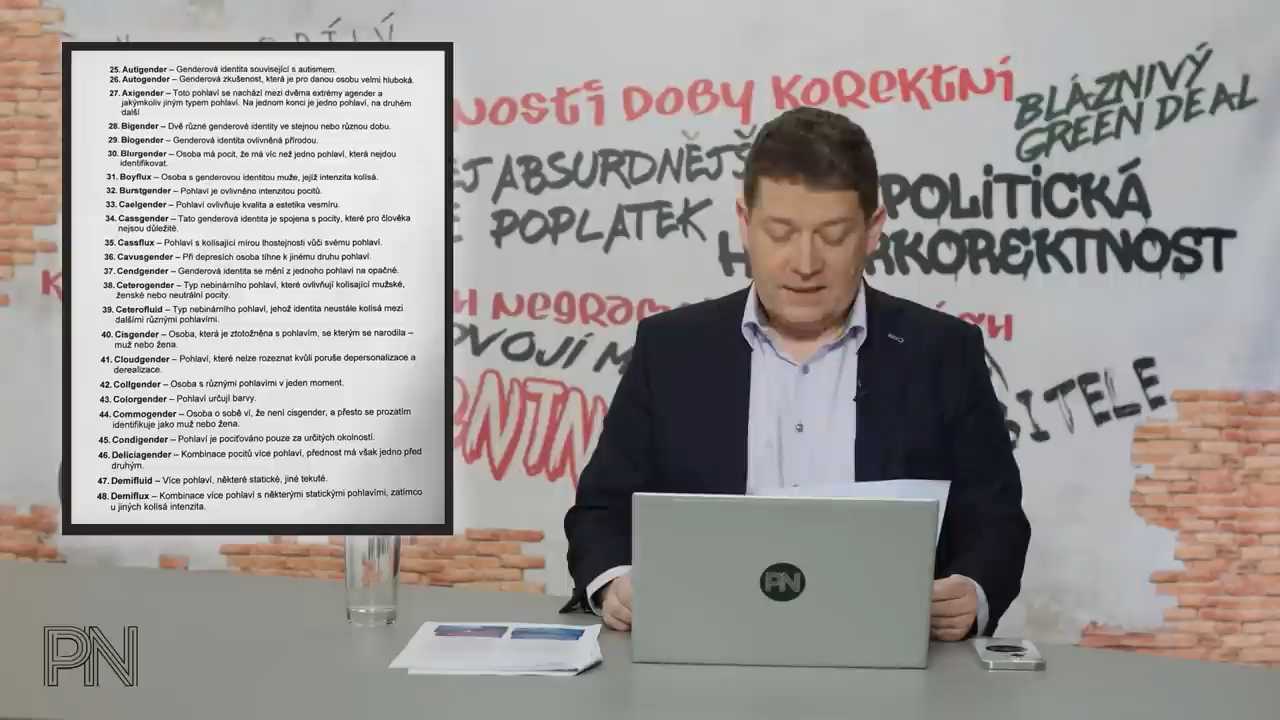 25. Autigender – Genderová identita související s autismem.
26. Autogender – Genderová zkušenost, která je pro danou osobu velmi hluboká.
27. Axigender – Toto pohlaví se nachází mezi dvěma extrémy agender a
jakýmkoliv jiným typem pohlaví. Na jednom konci je jedno pohlaví, na druhém
další
28. Bigender – Dvě různé genderové identity ve stejnou nebo různou dobu.
29. Biogender – Genderová identita ovlivněná přírodou.
30. Blurgender – Osoba má pocit, že má víc než jedno pohlaví, která nejdou
identifikovat.
31. Boyflux – Osoba s genderovou identitou muže, jejíž intenzita kolísá.
32. Burstgender – Pohlaví je ovlivněno intenzitou pocitů.
33. Caelgender – Pohlaví ovlivňuje kvalita a estetika vesmíru.
34. Cassgender – Tato genderová identita je spojena s pocity, které pro člověka
nejsou důležité.
35. Cassflux – Pohlaví s kolísající mírou lhostejnosti vůči svému pohlaví.
36. Cavusgender – Při depresích osoba tíhne k jinému druhu pohlaví.
37. Cendgender – Genderová identita se mění z jednoho pohlaví na opačné.
38. Ceterogender – Typ nebinárního pohlaví, které ovlivňují kolísající mužské,
ženské nebo neutrální pocity.
39. Ceterofluid – Typ nebinárního pohlaví, jehož identita neustále kolísá mezi
dalšími různými pohlavími.
40. Cisgender – Osoba, která je ztotožněna s pohlavím, se kterým se narodila –
muž nebo žena.
41. Cloudgender – Pohlaví, které nelze rozeznat kvůli poruše depersonalizace a
derealizace.
42. Collgender – Osoba s různými pohlavími v jeden moment.
43. Colorgender – Pohlaví určují barvy.
44. Commogender – Osoba o sobě ví, že není cisgender, a přesto se prozatím
identifikuje jako muž nebo žena.
45. Condigender – Pohlaví je pociťováno pouze za určitých okolností.
46. Deliciagender – Kombinace pocitů více pohlaví, přednost má však jedno před
druhým.
47. Demifluid – Více pohlaví, některé statické, jiné tekuté.
48. Demiflux – Kombinace více pohlaví s některými statickými pohlavími, zatímco
u jiných kolísá intenzita.
NOSTI DOBY KOREKTNÍ
BLÁZNIVÝ
GREEN DEAL
EJ ABSURDNĚJŠ
POLITICKÁ
POPLATEK
H RKOREKTNOST
H NEGRAM
VOJÍ M
ENTN
SITELE
PN
PN